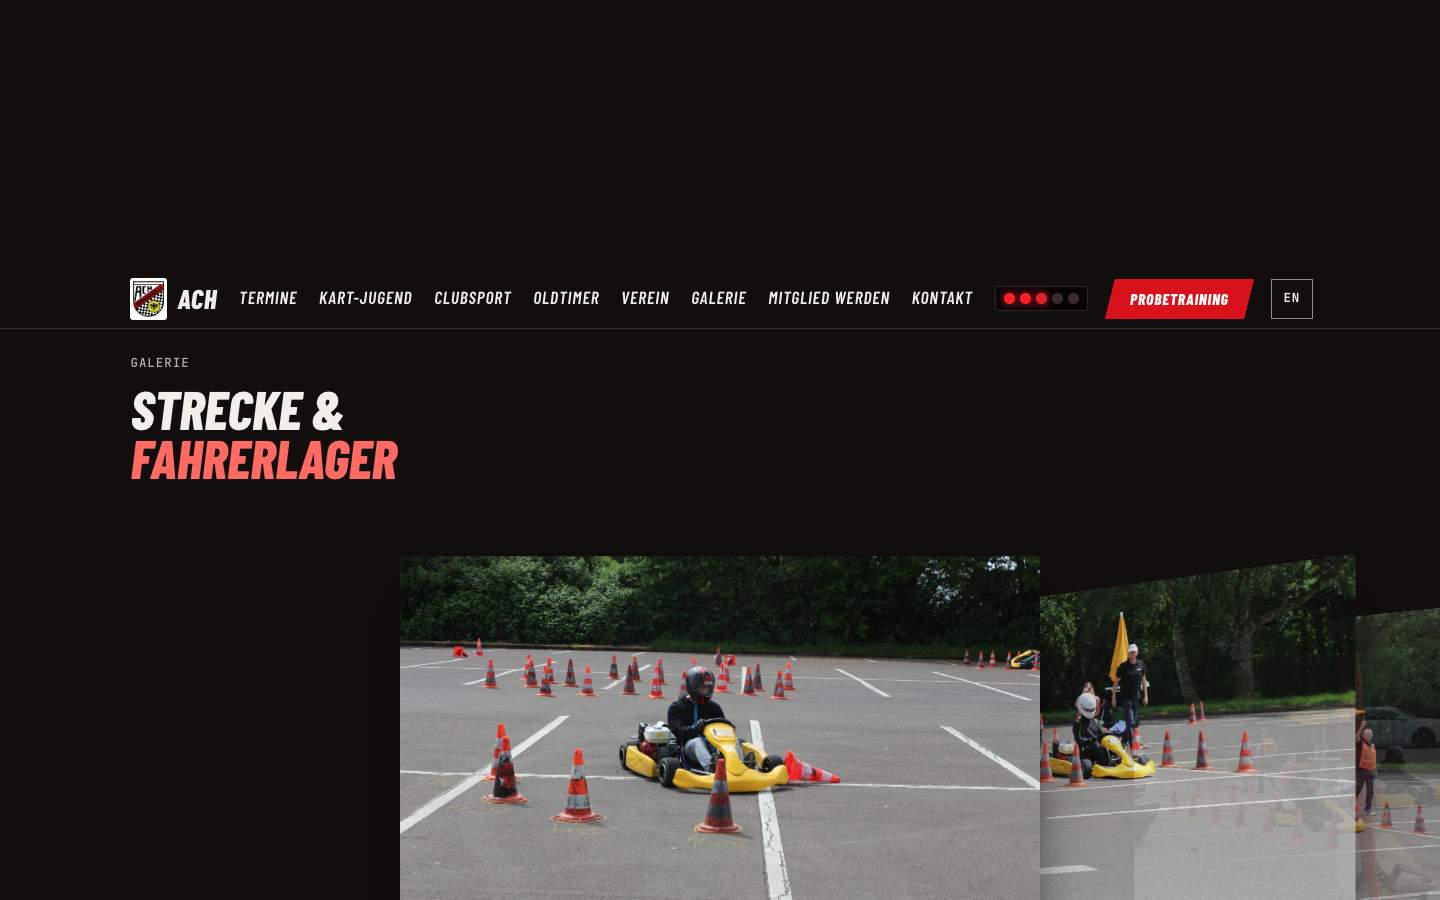 ACH TERMINE KART-JUGEND CLUBSPORT OLDTIMER VEREIN GALERIE MITGLIED WERDEN KONTAKT PROBETRAINING EN
GALERIE
STRECKE &
FAHRERLAGER